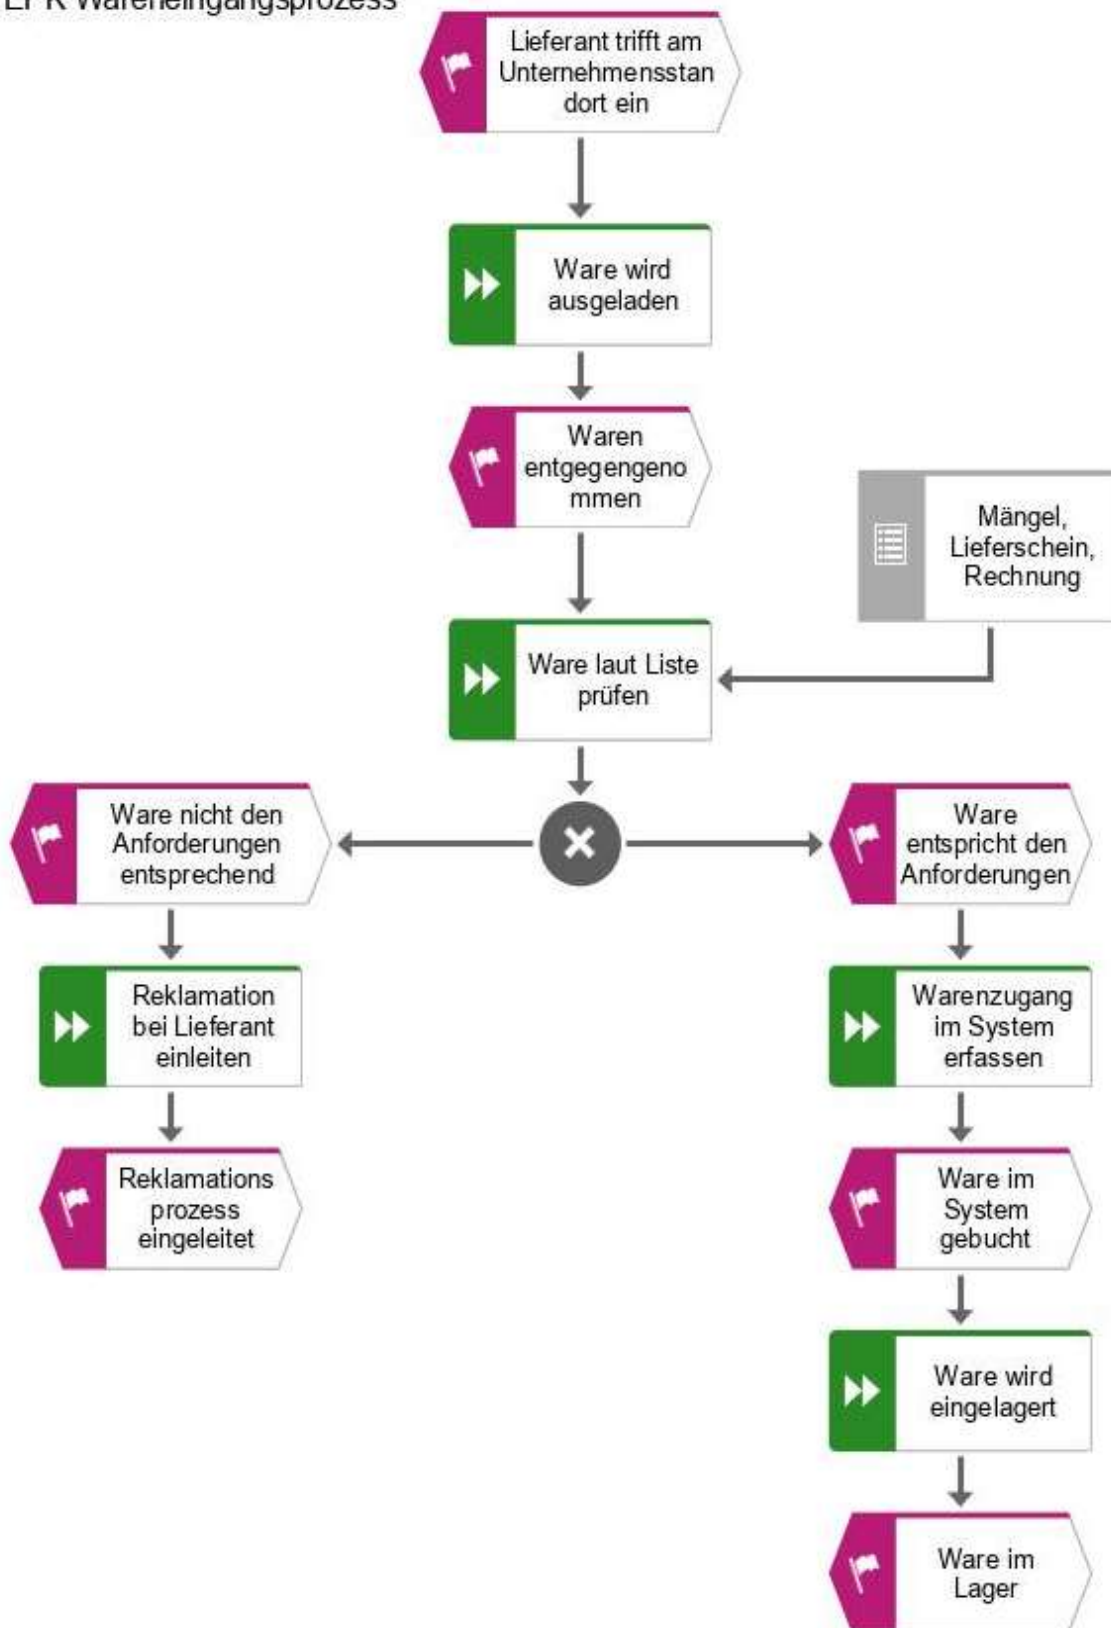 EPK Wareneingangsprozess
Lieferant trifft am
Unternehmensstan
dort ein
Ware wird
ausgeladen
Waren
entgegengeno
mmen
Mängel,
Lieferschein,
Rechnung
Ware laut Liste
prüfen
Ware nicht den
Anforderungen
entsprechend
Ware
entspricht den
Anforderungen
Reklamation
bei Lieferant
einleiten
Warenzugang
im System
erfassen
Reklamations
prozess
eingeleitet
Ware im
System
gebucht
Ware wird
eingelagert
Ware im
Lager